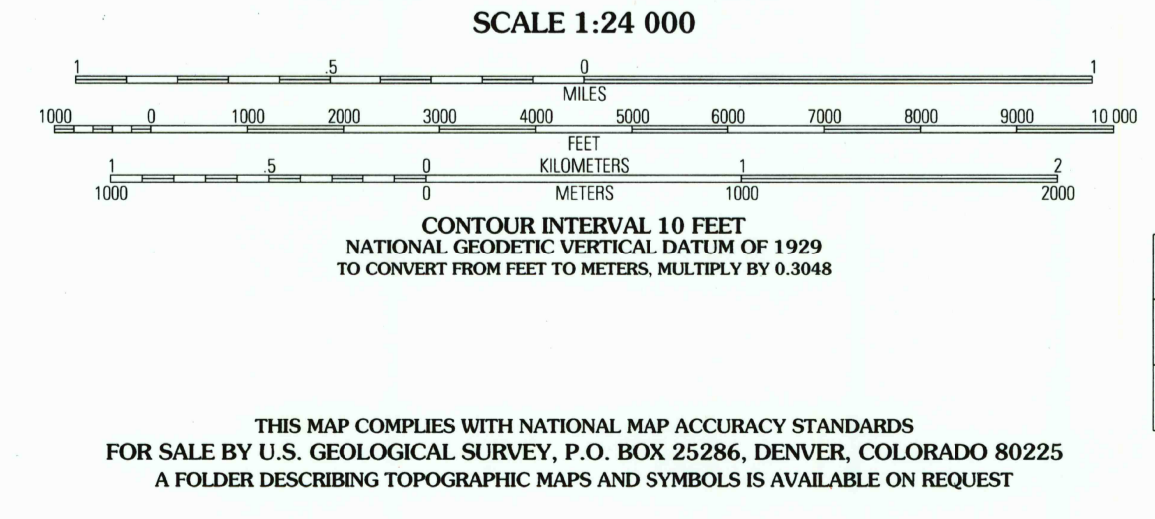 SCALE 1:24 000
1 .5 0 1
MILES
1000 0 1000 2000 3000 4000 5000 6000 7000 8000 9000 10 000
FEET
1 .5 0 KILOMETERS 1 2
1000 0 METERS 1000 2000
CONTOUR INTERVAL 10 FEET
NATIONAL GEODETIC VERTICAL DATUM OF 1929
TO CONVERT FROM FEET TO METERS, MULTIPLY BY 0.3048
THIS MAP COMPLIES WITH NATIONAL MAP ACCURACY STANDARDS
FOR SALE BY U.S. GEOLOGICAL SURVEY, P.O. BOX 25286, DENVER, COLORADO 80225
A FOLDER DESCRIBING TOPOGRAPHIC MAPS AND SYMBOLS IS AVAILABLE ON REQUEST